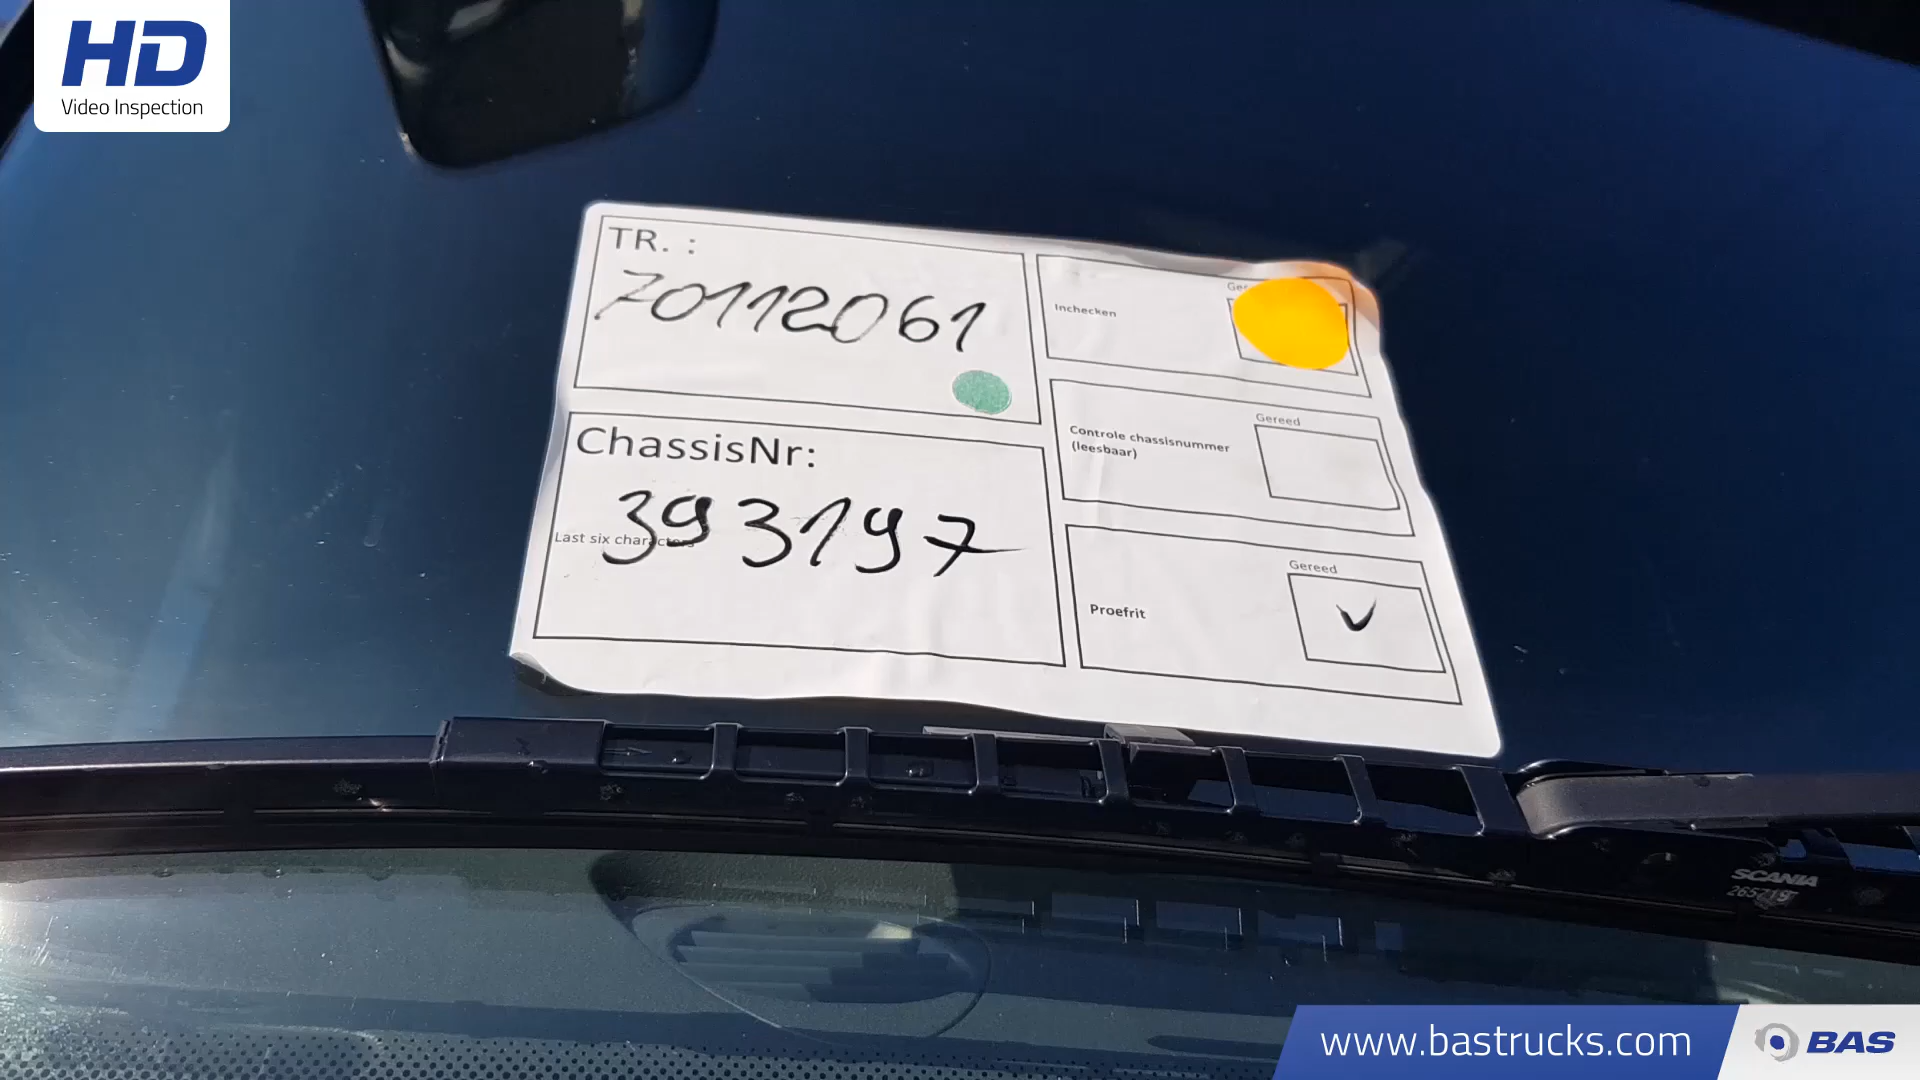 HD
Video Inspection
TR. :
70112061
ChassisNr:
393197
Last six characters
Inchecken
Controle chassisnummer
(leesbaar)
Gereed
Proefrit
Gereed
V
SCANIA
www.bastrucks.com
BAS